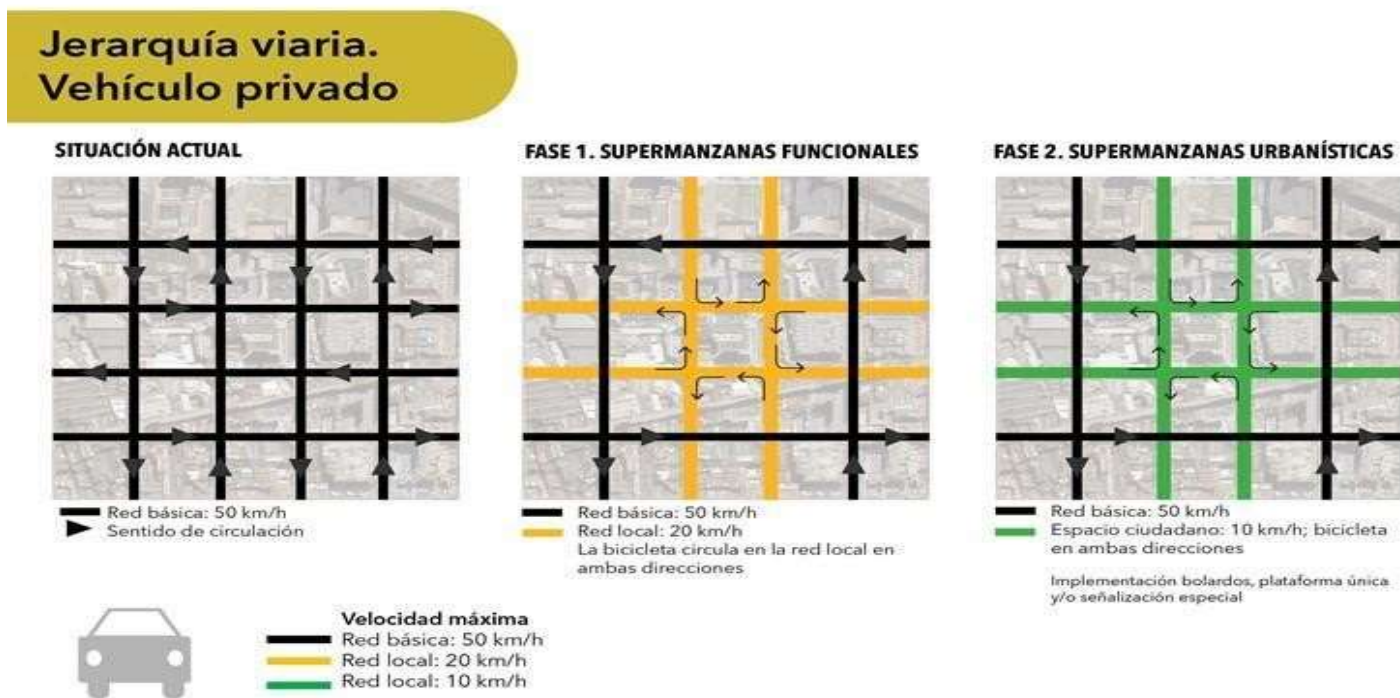 Jerarquía viaria.
Vehículo privado
SITUACIÓN ACTUAL
Red básica: 50 km/h
Sentido de circulación
FASE 1. SUPERMANZANAS FUNCIONALES
Red básica: 50 km/h
Red local: 20 km/h
La bicicleta circula en la red local en
ambas direcciones
FASE 2. SUPERMANZANAS URBANÍSTICAS
Red básica: 50 km/h
Espacio ciudadano: 10 km/h; bicicleta
en ambas direcciones
Implementación bolardos, plataforma única
y/o señalización especial
Velocidad máxima
Red básica: 50 km/h
Red local: 20 km/h
Red local: 10 km/h